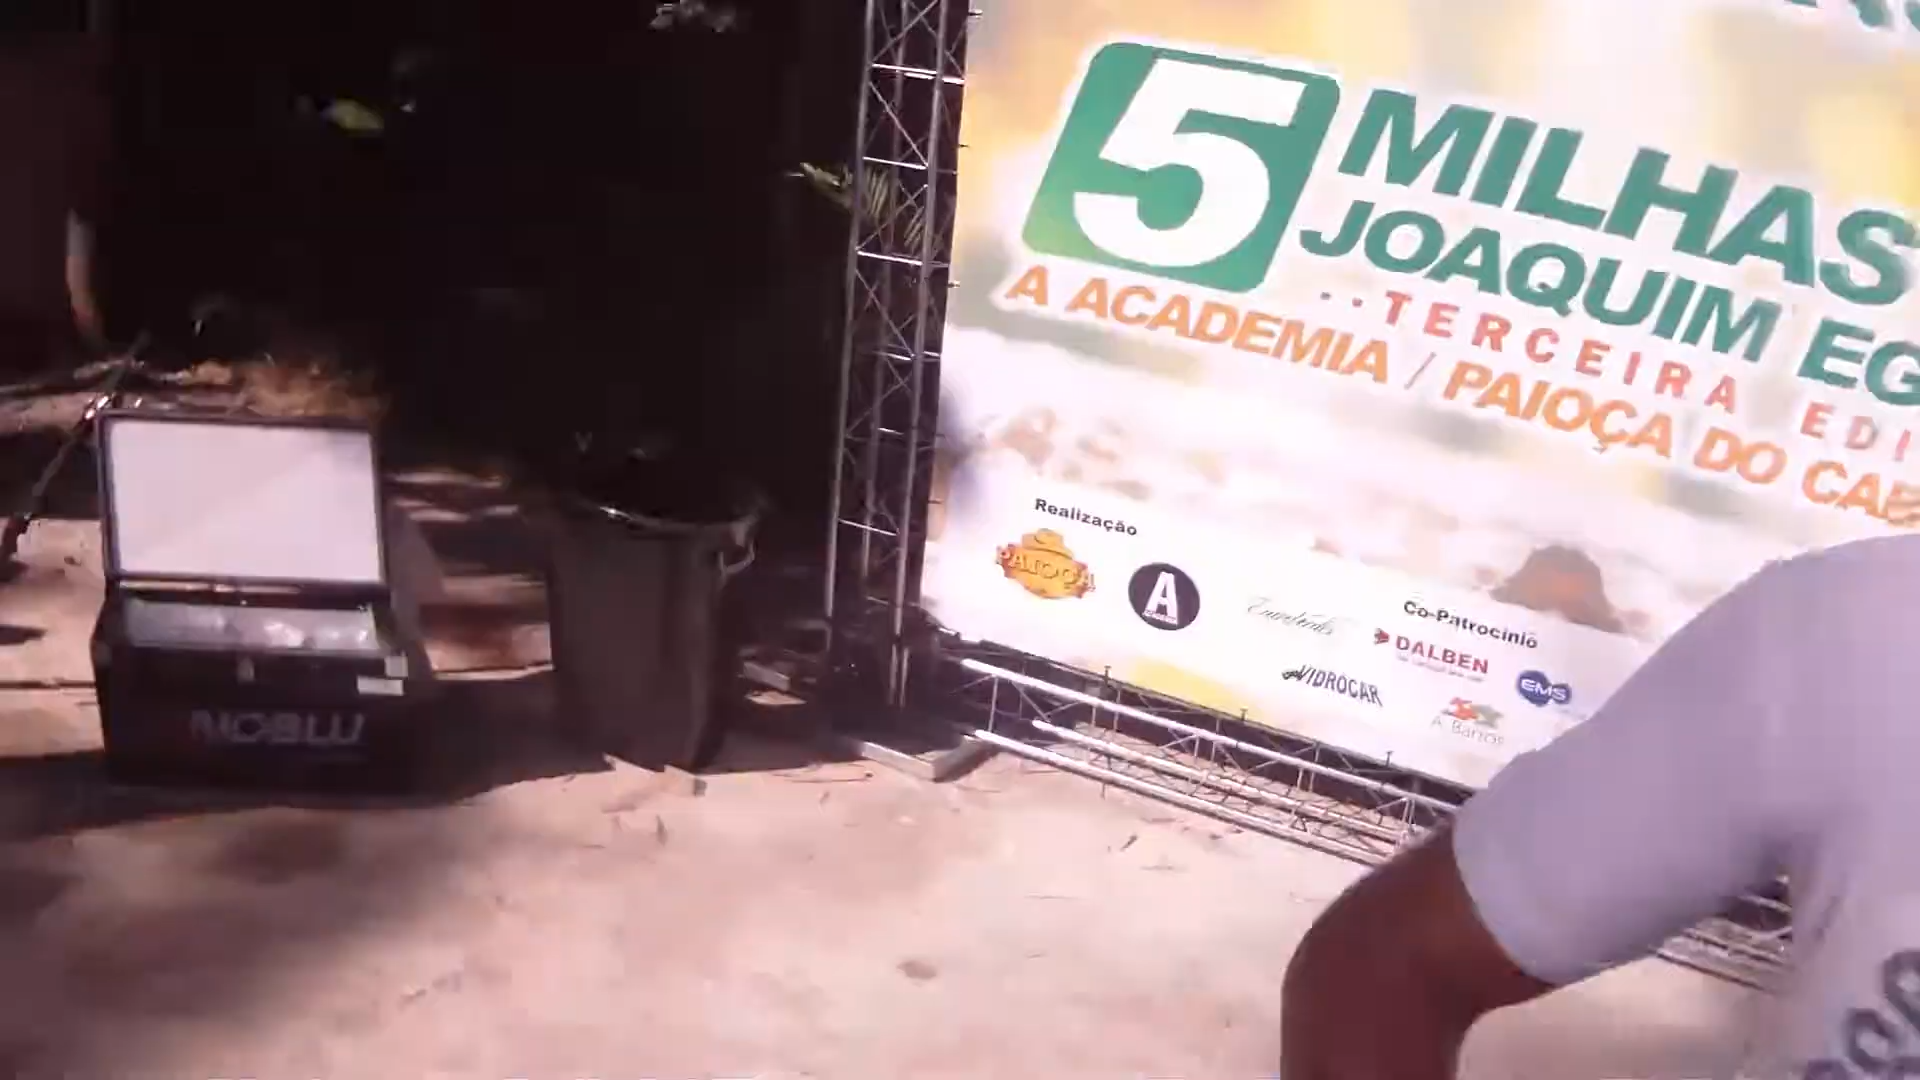 5 MILHAS
JOAQUIM EG
..TERCEIRA EDI
A ACADEMIA / PAIOÇA DO CAB
Realização
PAIOÇA
A
ACADEMIA
Co-Patrocínio
DALBEN
VIDROCAR
EMS
A. Barros
NOBLU